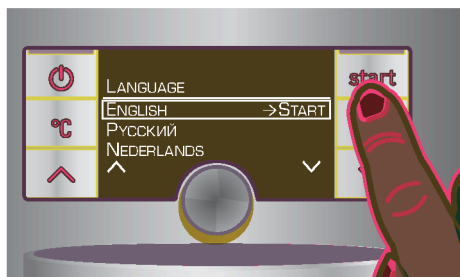 LANGUAGE
start
ENGLISH →START
°C
РУССКИЙ
NEDERLANDS